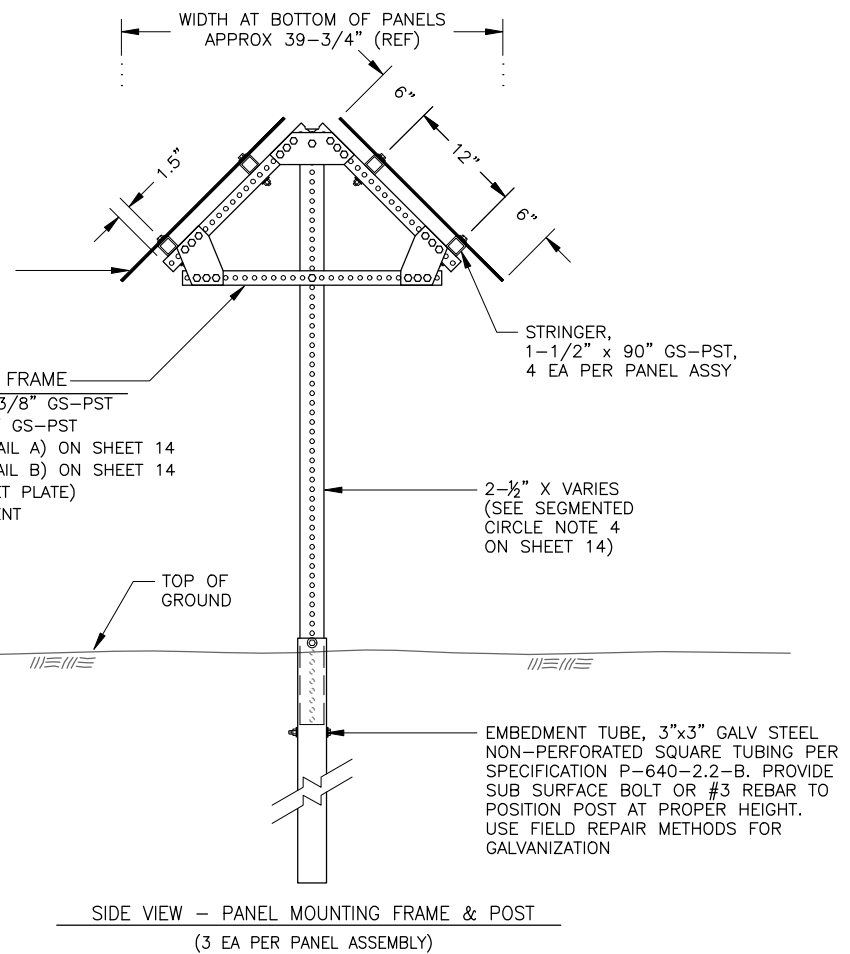 WIDTH AT BOTTOM OF PANELS
APPROX 39-3/4" (REF)
6"
12"
6"
1.5"
STRINGER,
1-1/2" x 90" GS-PST,
4 EA PER PANEL ASSY
FRAME
3/8" GS-PST
GS-PST
AIL A) ON SHEET 14
AIL B) ON SHEET 14
ET PLATE)
ENT
2-½" X VARIES
(SEE SEGMENTED
CIRCLE NOTE 4
ON SHEET 14)
TOP OF
GROUND
EMBEDMENT TUBE, 3"x3" GALV STEEL
NON-PERFORATED SQUARE TUBING PER
SPECIFICATION P-640-2.2-B. PROVIDE
SUB SURFACE BOLT OR #3 REBAR TO
POSITION POST AT PROPER HEIGHT.
USE FIELD REPAIR METHODS FOR
GALVANIZATION
SIDE VIEW - PANEL MOUNTING FRAME & POST
(3 EA PER PANEL ASSEMBLY)